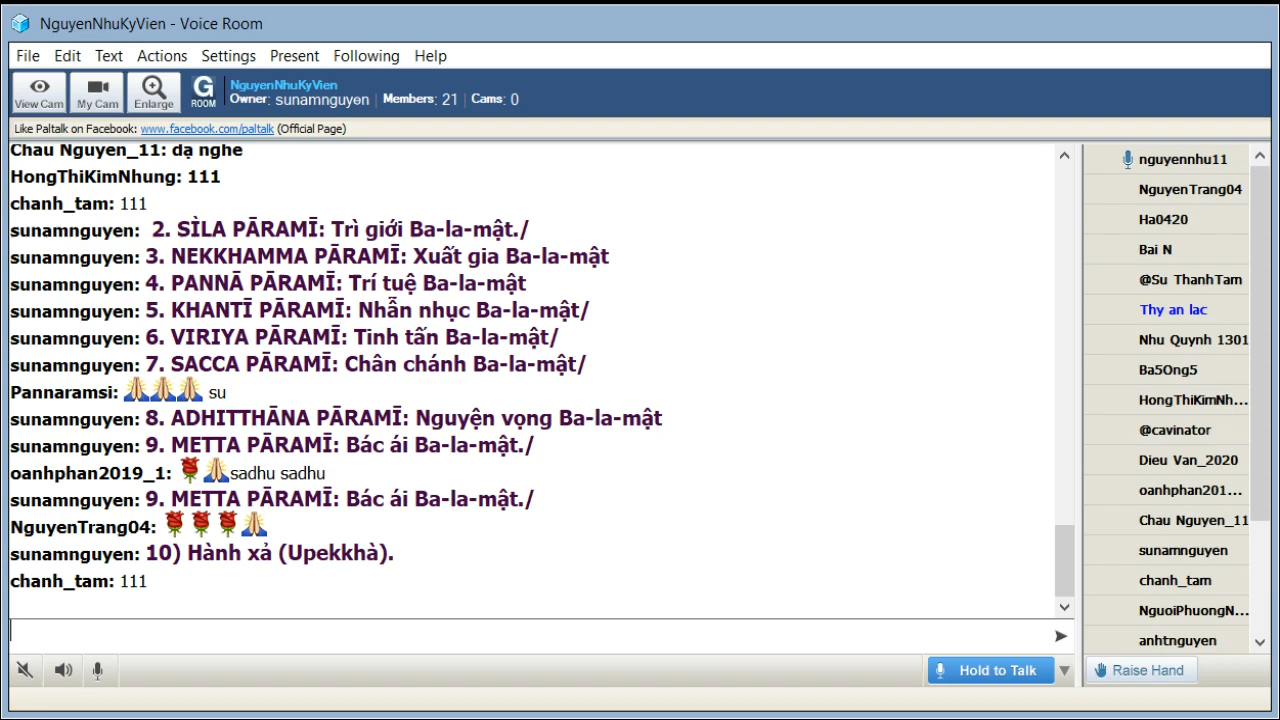 NguyenNhuKyVien - Voice Room
File Edit Text Actions Settings Present Following Help
View Cam
My Cam
Enlarge
G
ROOM
NguyenNhuKyVien
Owner: sunamnguyen | Members: 21 | Cams: 0
Like Paltalk on Facebook: www.facebook.com/paltalk (Official Page)
Chau Nguyen_11: dạ nghe
HongThiKimNhung: 111
chanh_tam: 111
sunamnguyen: 2. SÌLA PĀRAMĪ: Trì giới Ba-la-mật./
sunamnguyen: 3. NEKKHAMMA PĀRAMĪ: Xuất gia Ba-la-mật
sunamnguyen: 4. PANNĀ PĀRAMĪ: Trí tuệ Ba-la-mật
sunamnguyen: 5. KHANTĪ PĀRAMĪ: Nhẫn nhục Ba-la-mật/
sunamnguyen: 6. VIRIYA PĀRAMĪ: Tinh tấn Ba-la-mật/
sunamnguyen: 7. SACCA PĀRAMĪ: Chân chánh Ba-la-mật/
Pannaramsi: 🙏🙏🙏 su
sunamnguyen: 8. ADHITTHĀNA PĀRAMĪ: Nguyện vọng Ba-la-mật
sunamnguyen: 9. METTA PĀRAMĪ: Bác ái Ba-la-mật./
oanhphan2019_1: 🌹🙏sadhu sadhu
sunamnguyen: 9. METTA PĀRAMĪ: Bác ái Ba-la-mật./
NguyenTrang04: 🌹🌹🌹🙏
sunamnguyen: 10) Hành xả (Upekkhà).
chanh_tam: 111
Hold to Talk
nguyennhu11
NguyenTrang04
Ha0420
Bai N
@Su ThanhTam
Thy an lac
Nhu Quynh 1301
Ba5Ong5
HongThiKimNh...
@cavinator
Dieu Van_2020
oanhphan201...
Chau Nguyen_11
sunamnguyen
chanh_tam
NguoiPhuongN...
anhtnguyen
Raise Hand